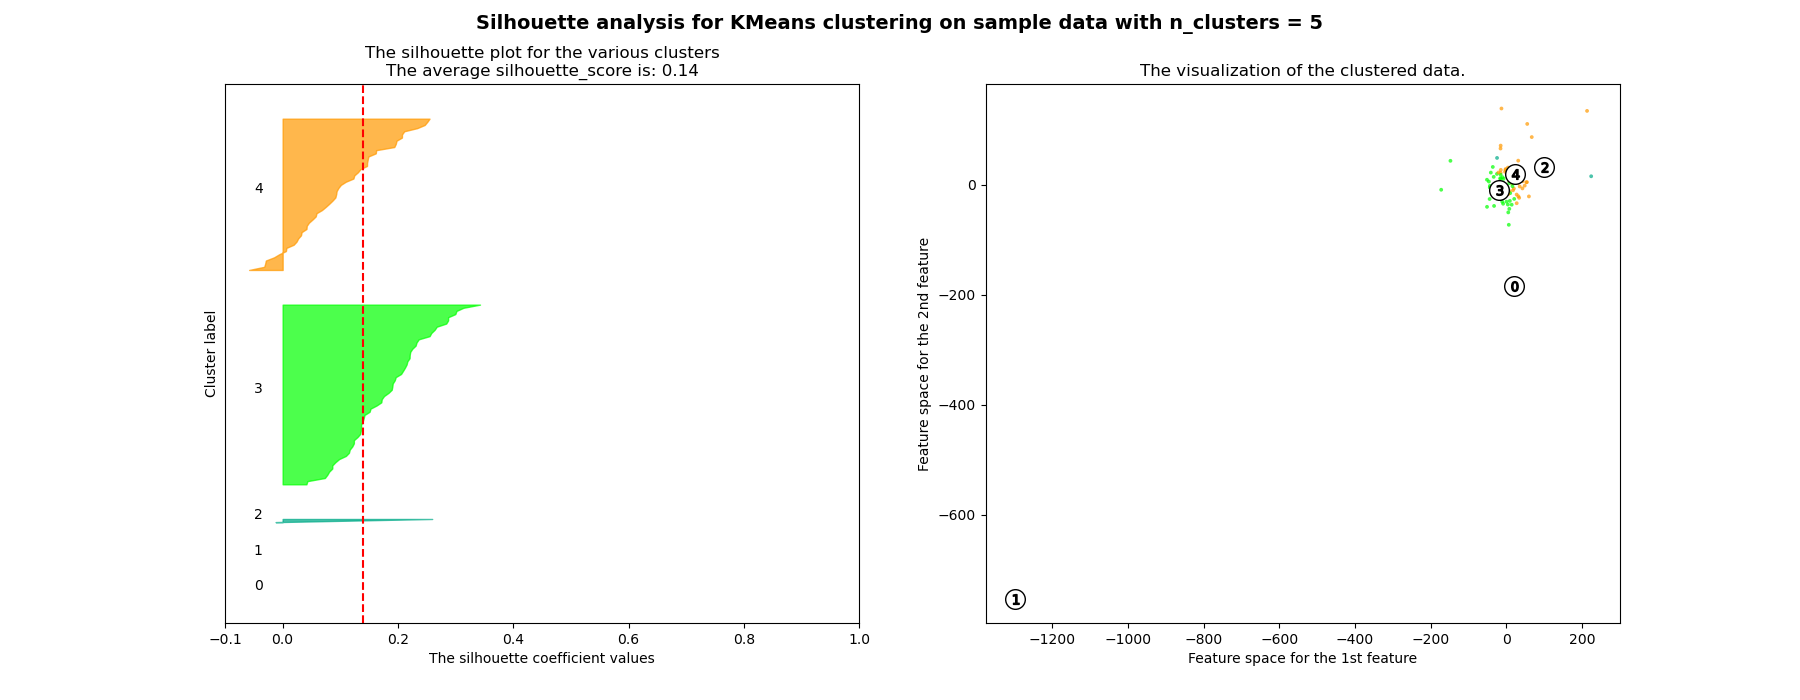 Silhouette analysis for KMeans clustering on sample data with n_clusters = 5
The silhouette plot for the various clusters
The average silhouette_score is: 0.14
Cluster label
4
3
2
1
0
−0.1 0.0 0.2 0.4 0.6 0.8 1.0
The silhouette coefficient values
The visualization of the clustered data.
Feature space for the 2nd feature
0
−200
−400
−600
2
4
3
0
1
−1200 −1000 −800 −600 −400 −200 0 200
Feature space for the 1st feature